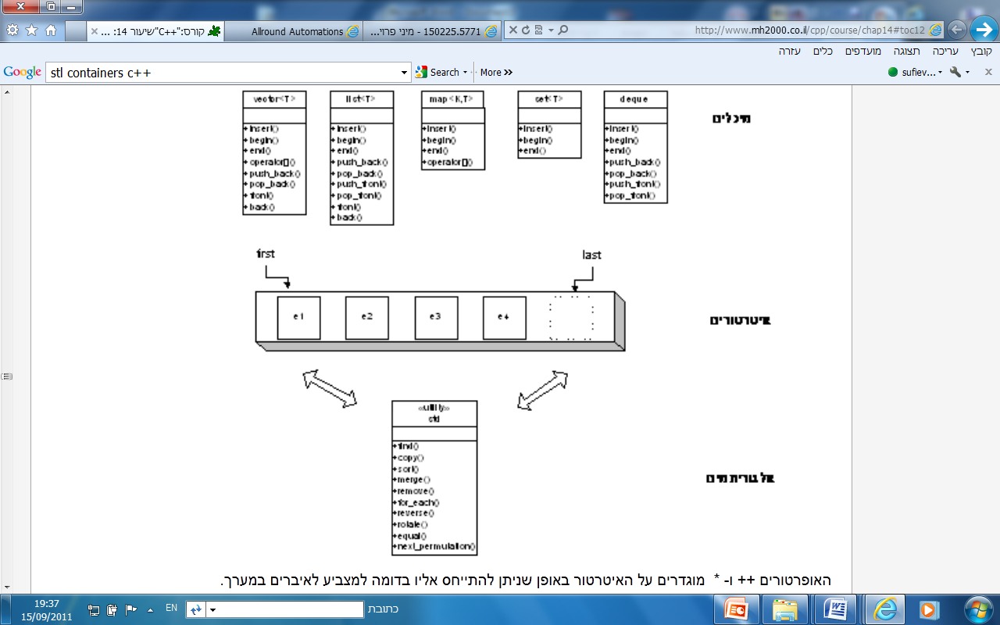 קורס:"C++"שיעור 14: ...
Allround Automations
150225.5771 - מיני פרוי...
http://www.mh2000.co.il/cpp/course/chap14#toc12
קובץ עריכה תצוגה מועדפים כלים עזרה
Google
stl containers c++
Search
More »
sufiev...
vector<T>
+ insert()
+ begin()
+ end()
+ operator[]()
+ push_back()
+ pop_back()
+ front()
+ back()
list<T>
+ insert()
+ begin()
+ end()
+ push_back()
+ pop_back()
+ push_front()
+ pop_front()
+ front()
+ back()
map <K,T>
+insert()
+begin()
+end()
+operator[]()
set<T>
+insert()
+begin()
+end()
deque
+ insert()
+ begin()
+ end()
+ push_back()
+ pop_back()
+ push_front()
+ pop_front()
מיכלים
first
last
e1
e2
e3
e4
איטרטורים
«utility»
std
+find()
+copy()
+sort()
+merge()
+remove()
+for_each()
+reverse()
+rotate()
+equal()
+next_permutation()
אלגוריתמים
האופרטורים ++ ו- * מוגדרים על האיטרטור באופן שניתן להתייחס אליו בדומה למצביע לאיברים במערך.
19:37
15/09/2011
EN
כתובת